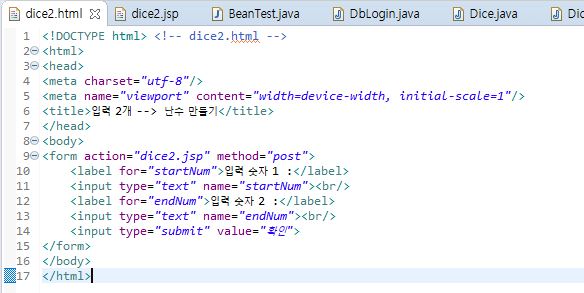 dice2.html dice2.jsp BeanTest.java DbLogin.java Dice.java
1 <!DOCTYPE html> <!-- dice2.html -->
2 <html>
3 <head>
4 <meta charset="utf-8"/>
5 <meta name="viewport" content="width=device-width, initial-scale=1"/>
6 <title>입력 2개 --> 난수 만들기</title>
7 </head>
8 <body>
9 <form action="dice2.jsp" method="post">
10 <label for="startNum">입력 숫자 1 :</label>
11 <input type="text" name="startNum"><br/>
12 <label for="endNum">입력 숫자 2 :</label>
13 <input type="text" name="endNum"><br/>
14 <input type="submit" value="확인">
15 </form>
16 </body>
17 </html>